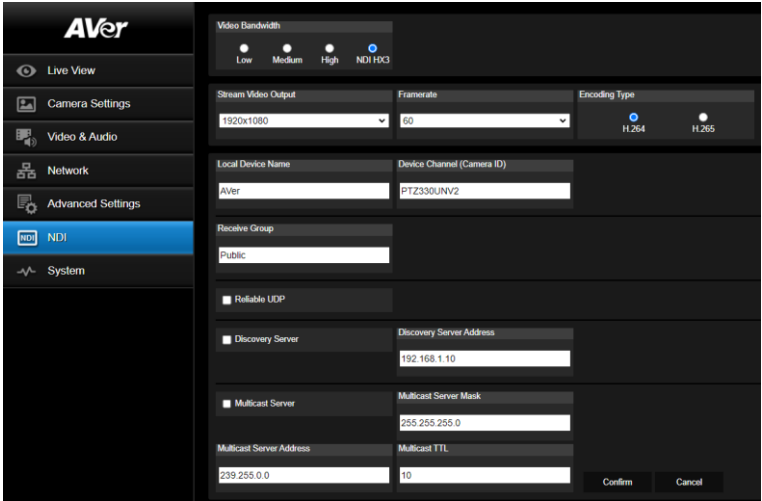 AVer
Live View
Camera Settings
Video & Audio
Network
Advanced Settings
NDI NDI
System
Video Bandwidth
Low Medium High NDI HX3
Stream Video Output Framerate Encoding Type
1920x1080 60 H.264 H.265
Local Device Name Device Channel (Camera ID)
AVer PTZ330UNV2
Receive Group
Public
Reliable UDP
Discovery Server Discovery Server Address
192.168.1.10
Multicast Server Multicast Server Mask
255.255.255.0
Multicast Server Address Multicast TTL
239.255.0.0 10 Confirm Cancel